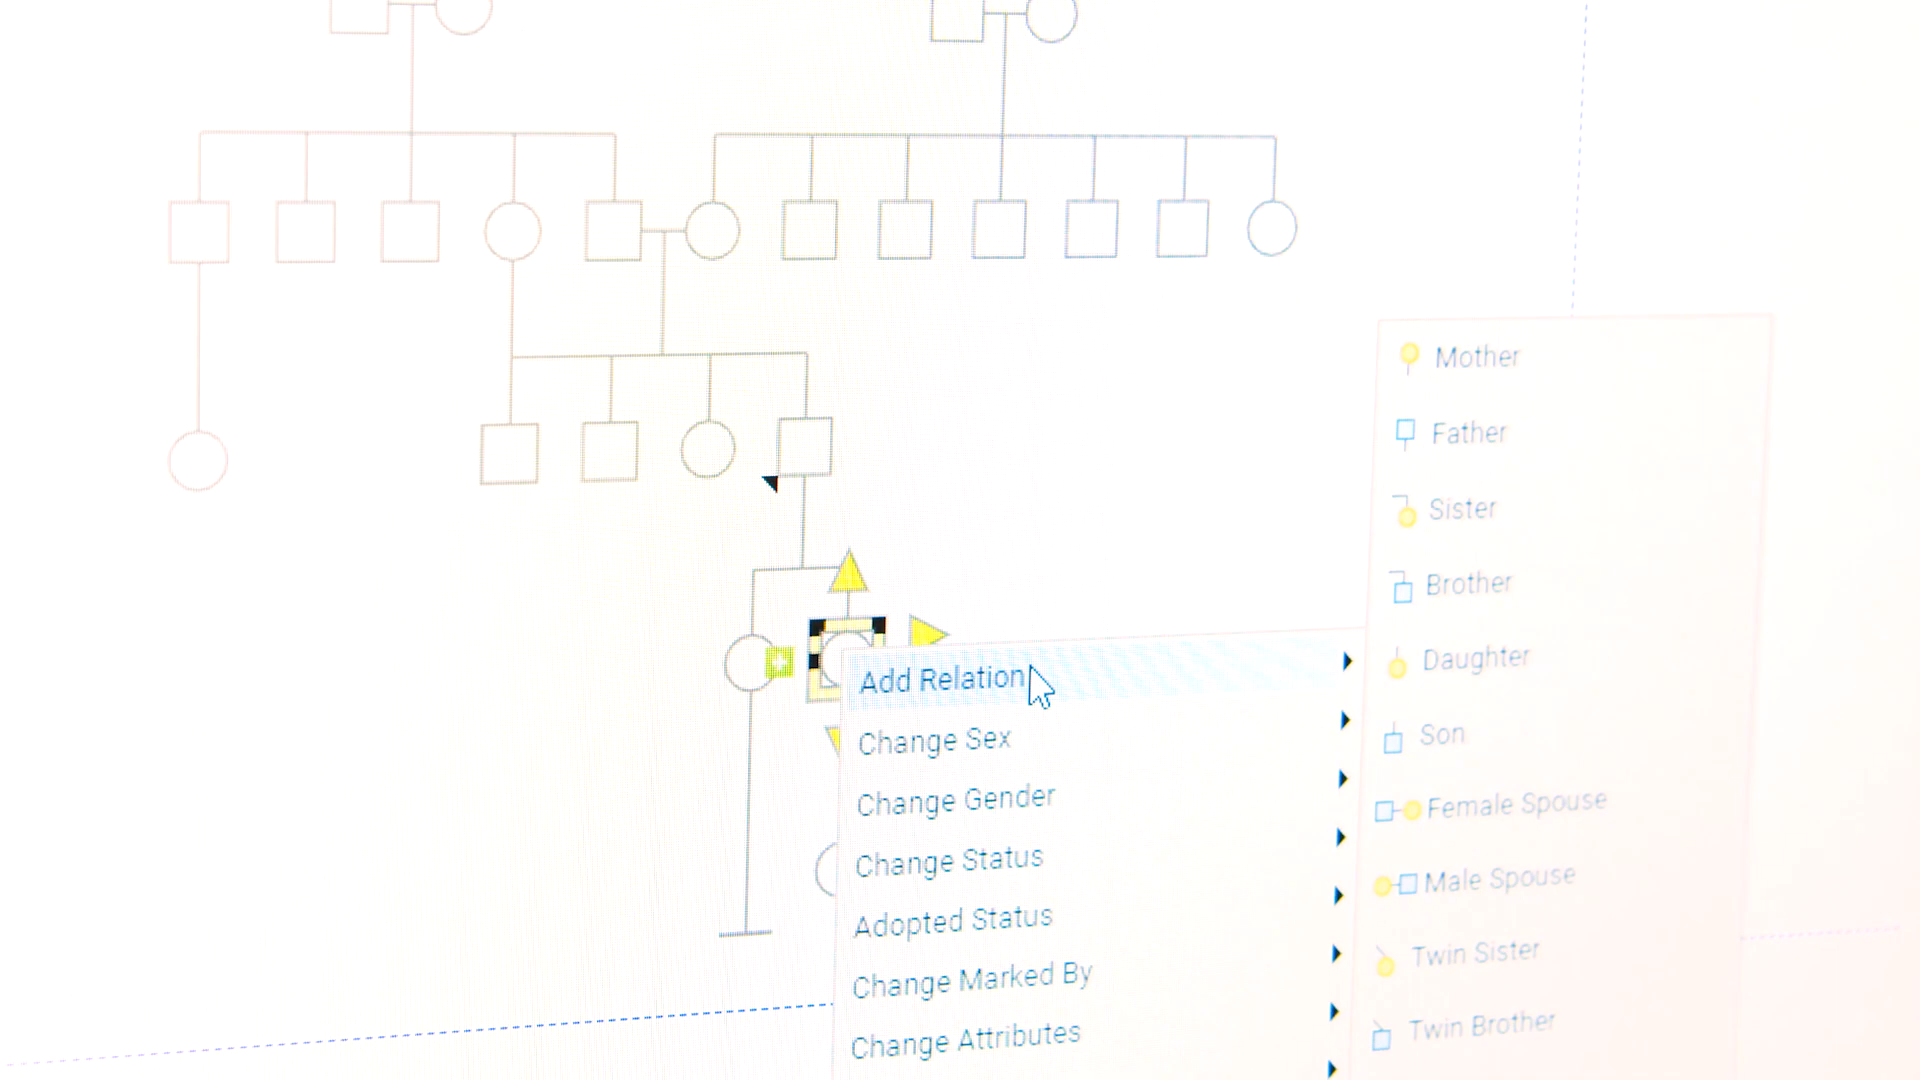 Add Relation
Change Sex
Change Gender
Change Status
Adopted Status
Change Marked By
Change Attributes
Mother
Father
Sister
Brother
Daughter
Son
Female Spouse
Male Spouse
Twin Sister
Twin Brother